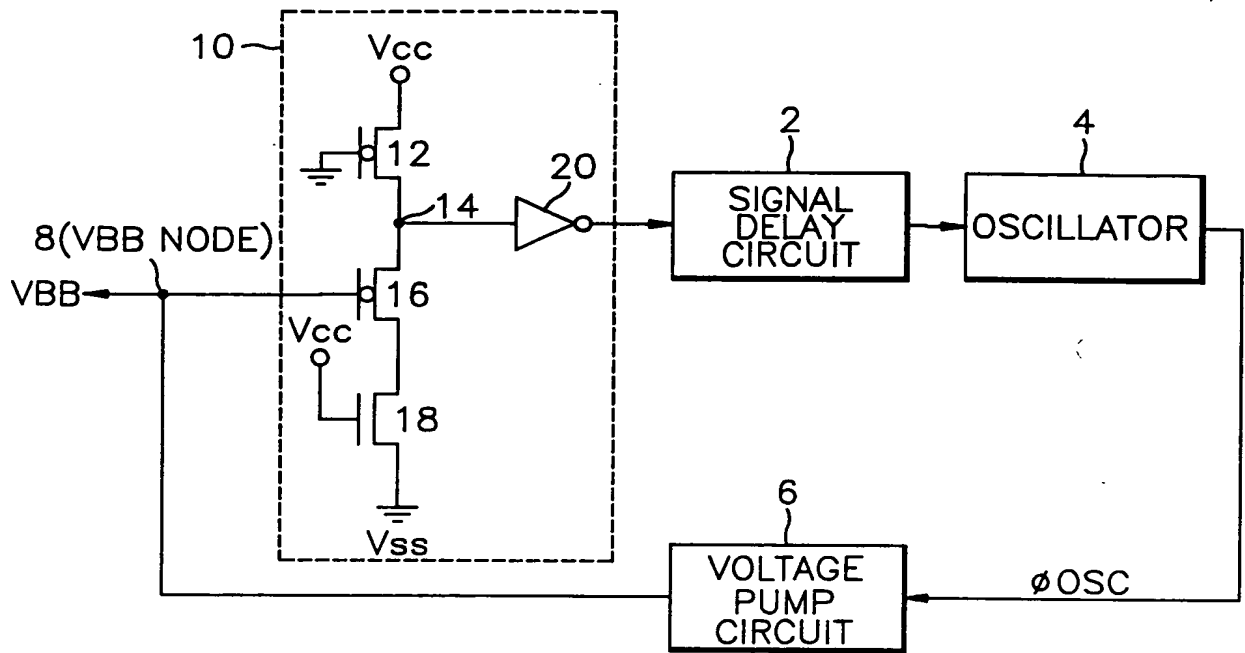 10
Vcc
12
14
20
2
SIGNAL
DELAY
CIRCUIT
4
OSCILLATOR
8(VBB NODE)
VBB
16
Vcc
18
Vss
6
VOLTAGE
PUMP
CIRCUIT
øOSC